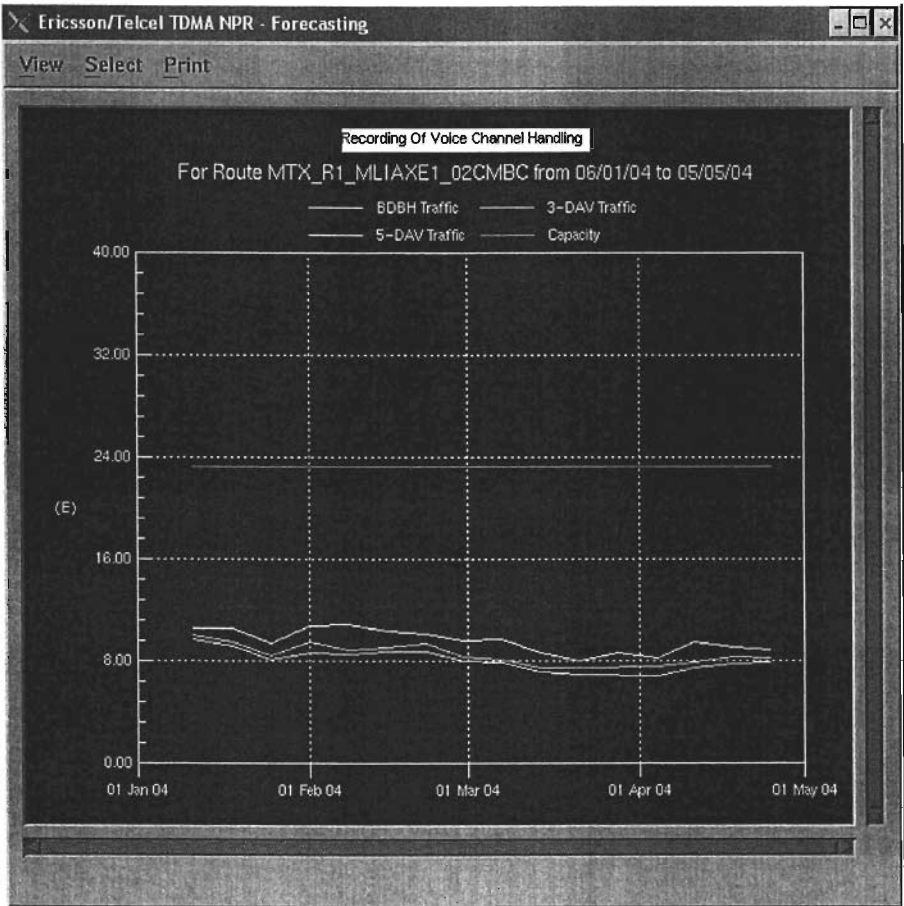 Ericsson/Telcel TDMA NPR - Forecasting
View Select Print
Recording Of Voice Channel Handling
For Route MTX_R1_MLIAXE1_02CMBC from 06/01/04 to 05/05/04
BDBH Traffic 3-DAV Traffic
5-DAV Traffic Capacity
40.00
32.00
24.00
(E)
16.00
8.00
0.00
01 Jan 04 01 Feb 04 01 Mar 04 01 Apr 04 01 May 04